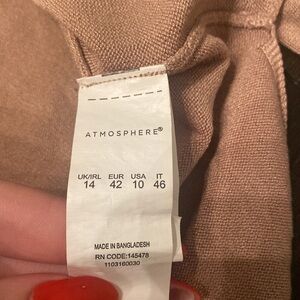 ATMOSPHERE®
UK/IRL EUR USA IT
14 42 10 46
MADE IN BANGLADESH
RN CODE:145478
1103160030